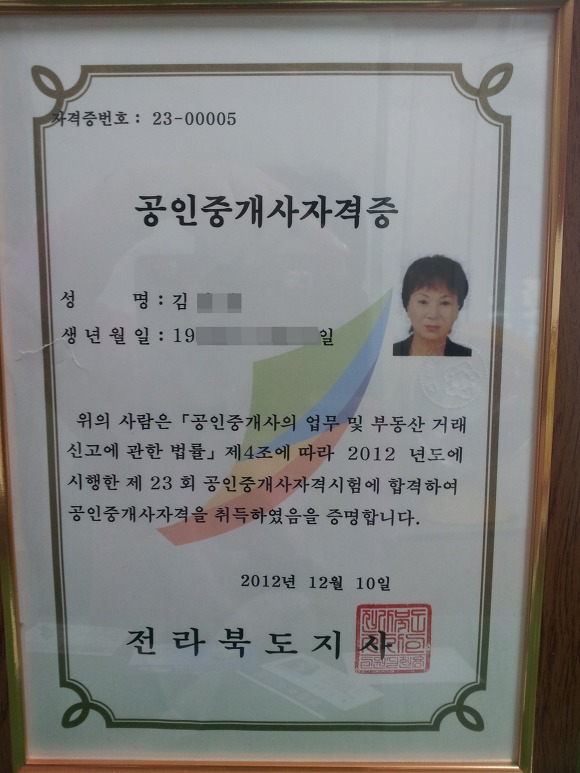 자격증번호 : 23-00005
공인중개사자격증
성 명 : 김
생년월일 : 19 일
위의 사람은 「공인중개사의 업무 및 부동산 거래
신고에 관한 법률」 제4조에 따라 2012 년도에
시행한 제 23 회 공인중개사자격시험에 합격하여
공인중개사자격을 취득하였음을 증명합니다.
2012년 12월 10일
전라북도지사